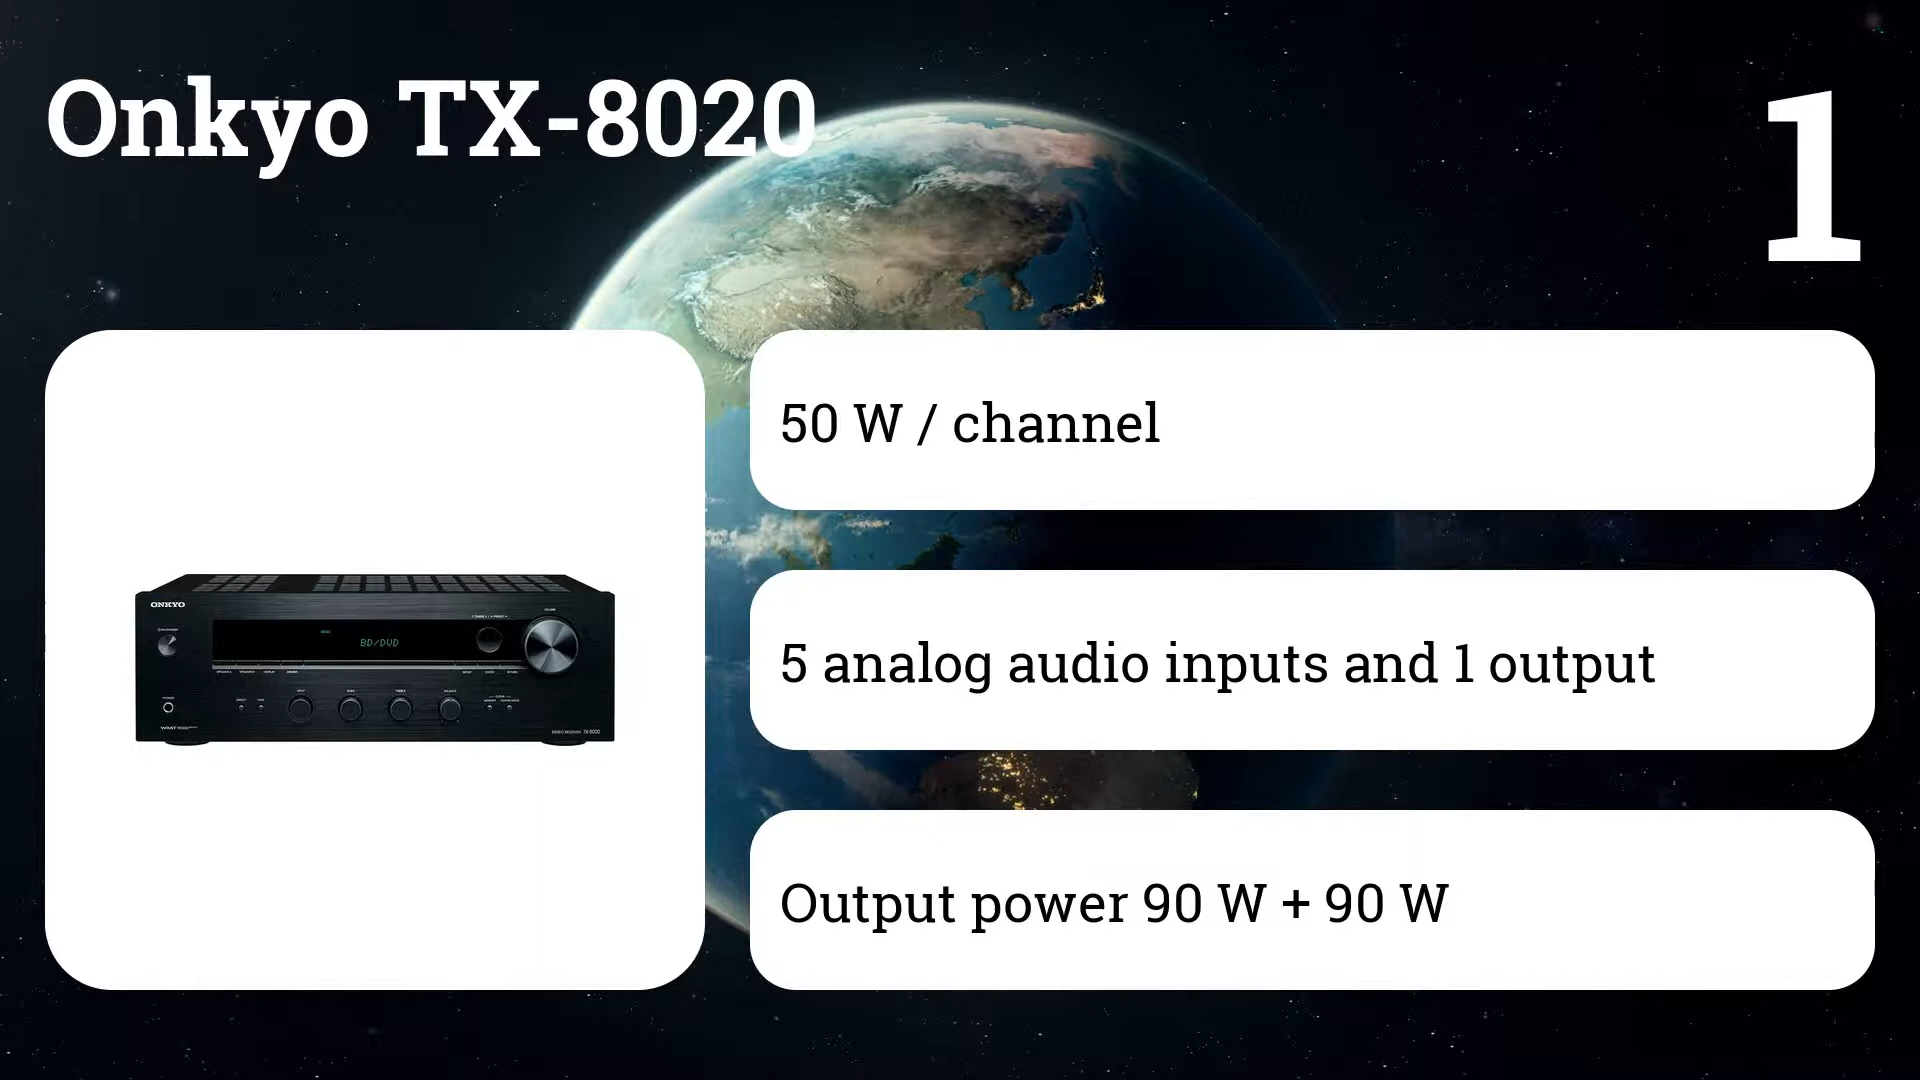 Onkyo TX-8020
1
50 W / channel
5 analog audio inputs and 1 output
Output power 90 W + 90 W
ONKYO
BD/DVD